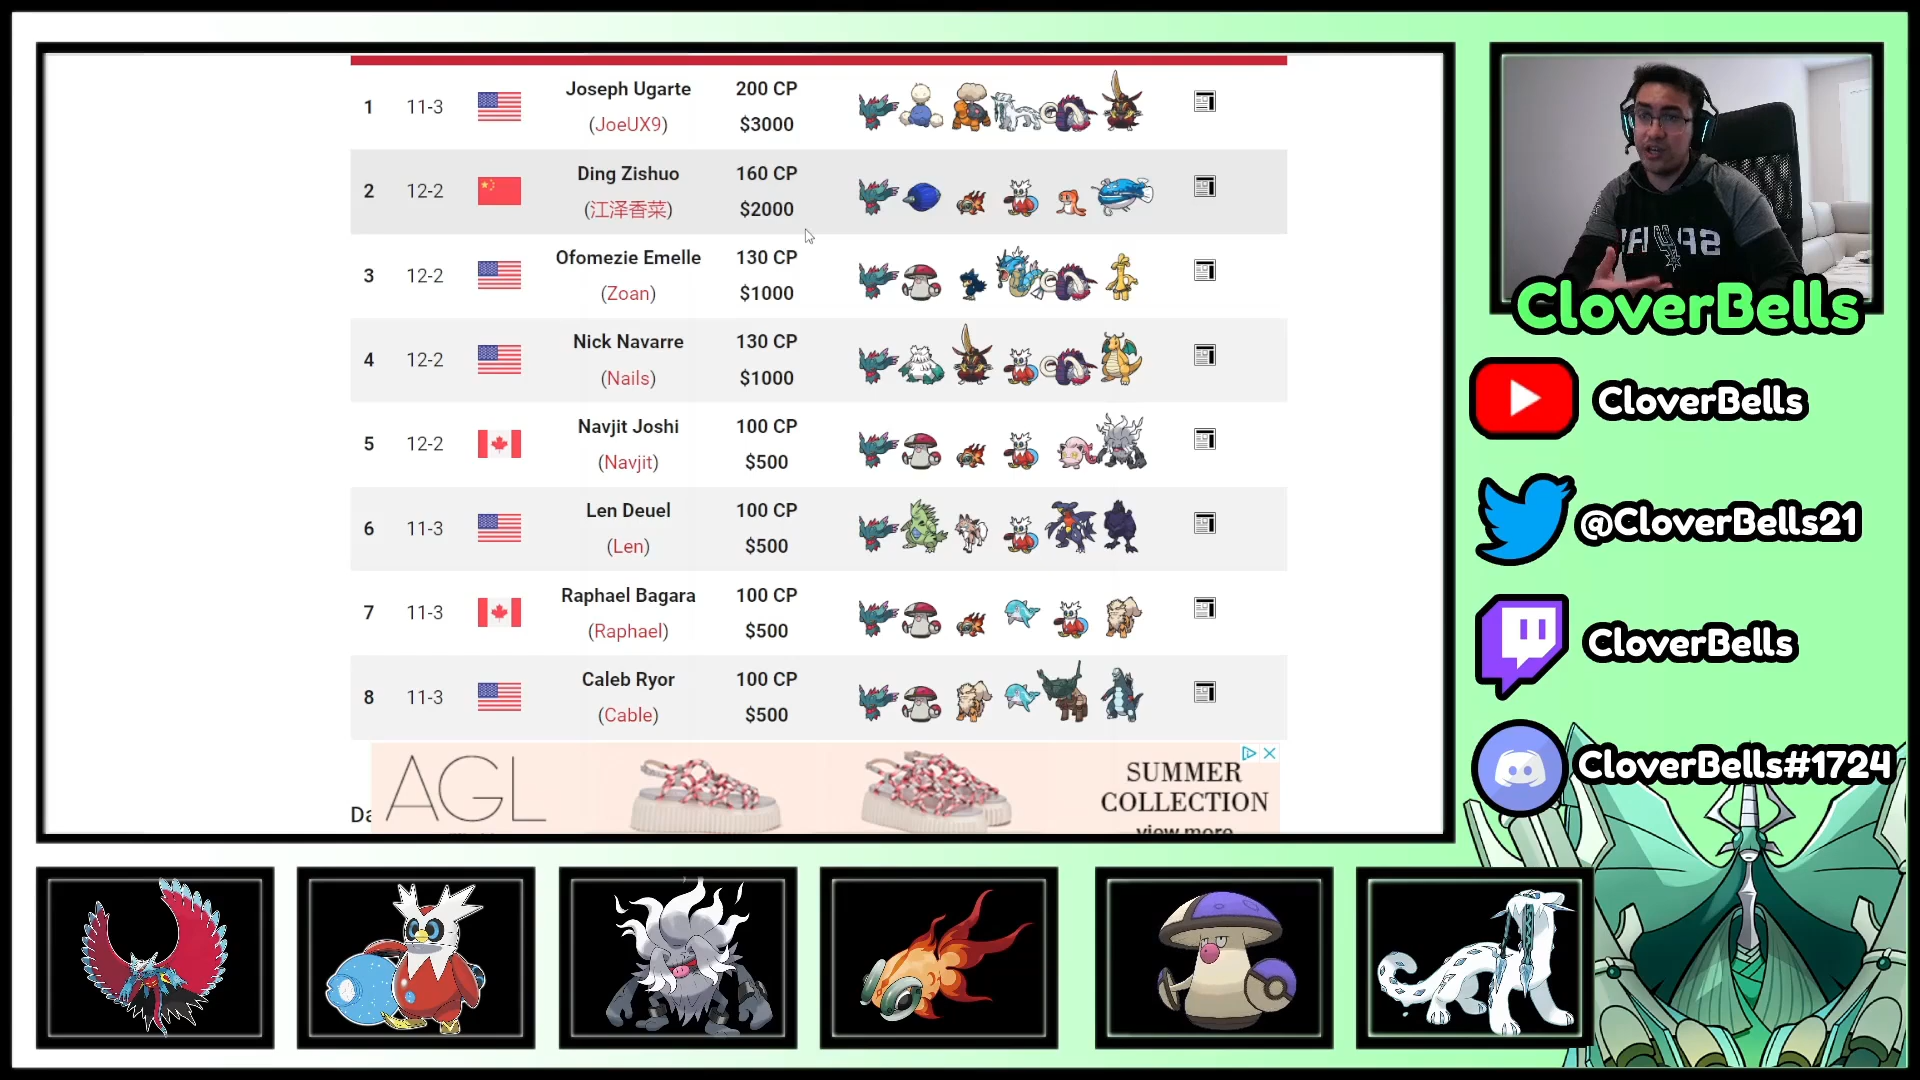 1 11-3 Joseph Ugarte (JoeUX9) 200 CP $3000
2 12-2 Ding Zishuo (江泽香菜) 160 CP $2000
3 12-2 Ofomezie Emelle (Zoan) 130 CP $1000
4 12-2 Nick Navarre (Nails) 130 CP $1000
5 12-2 Navjit Joshi (Navjit) 100 CP $500
6 11-3 Len Deuel (Len) 100 CP $500
7 11-3 Raphael Bagara (Raphael) 100 CP $500
8 11-3 Caleb Ryor (Cable) 100 CP $500
AGL
SUMMER
COLLECTION
view more
CloverBells
CloverBells
@CloverBells21
CloverBells
CloverBells#1724